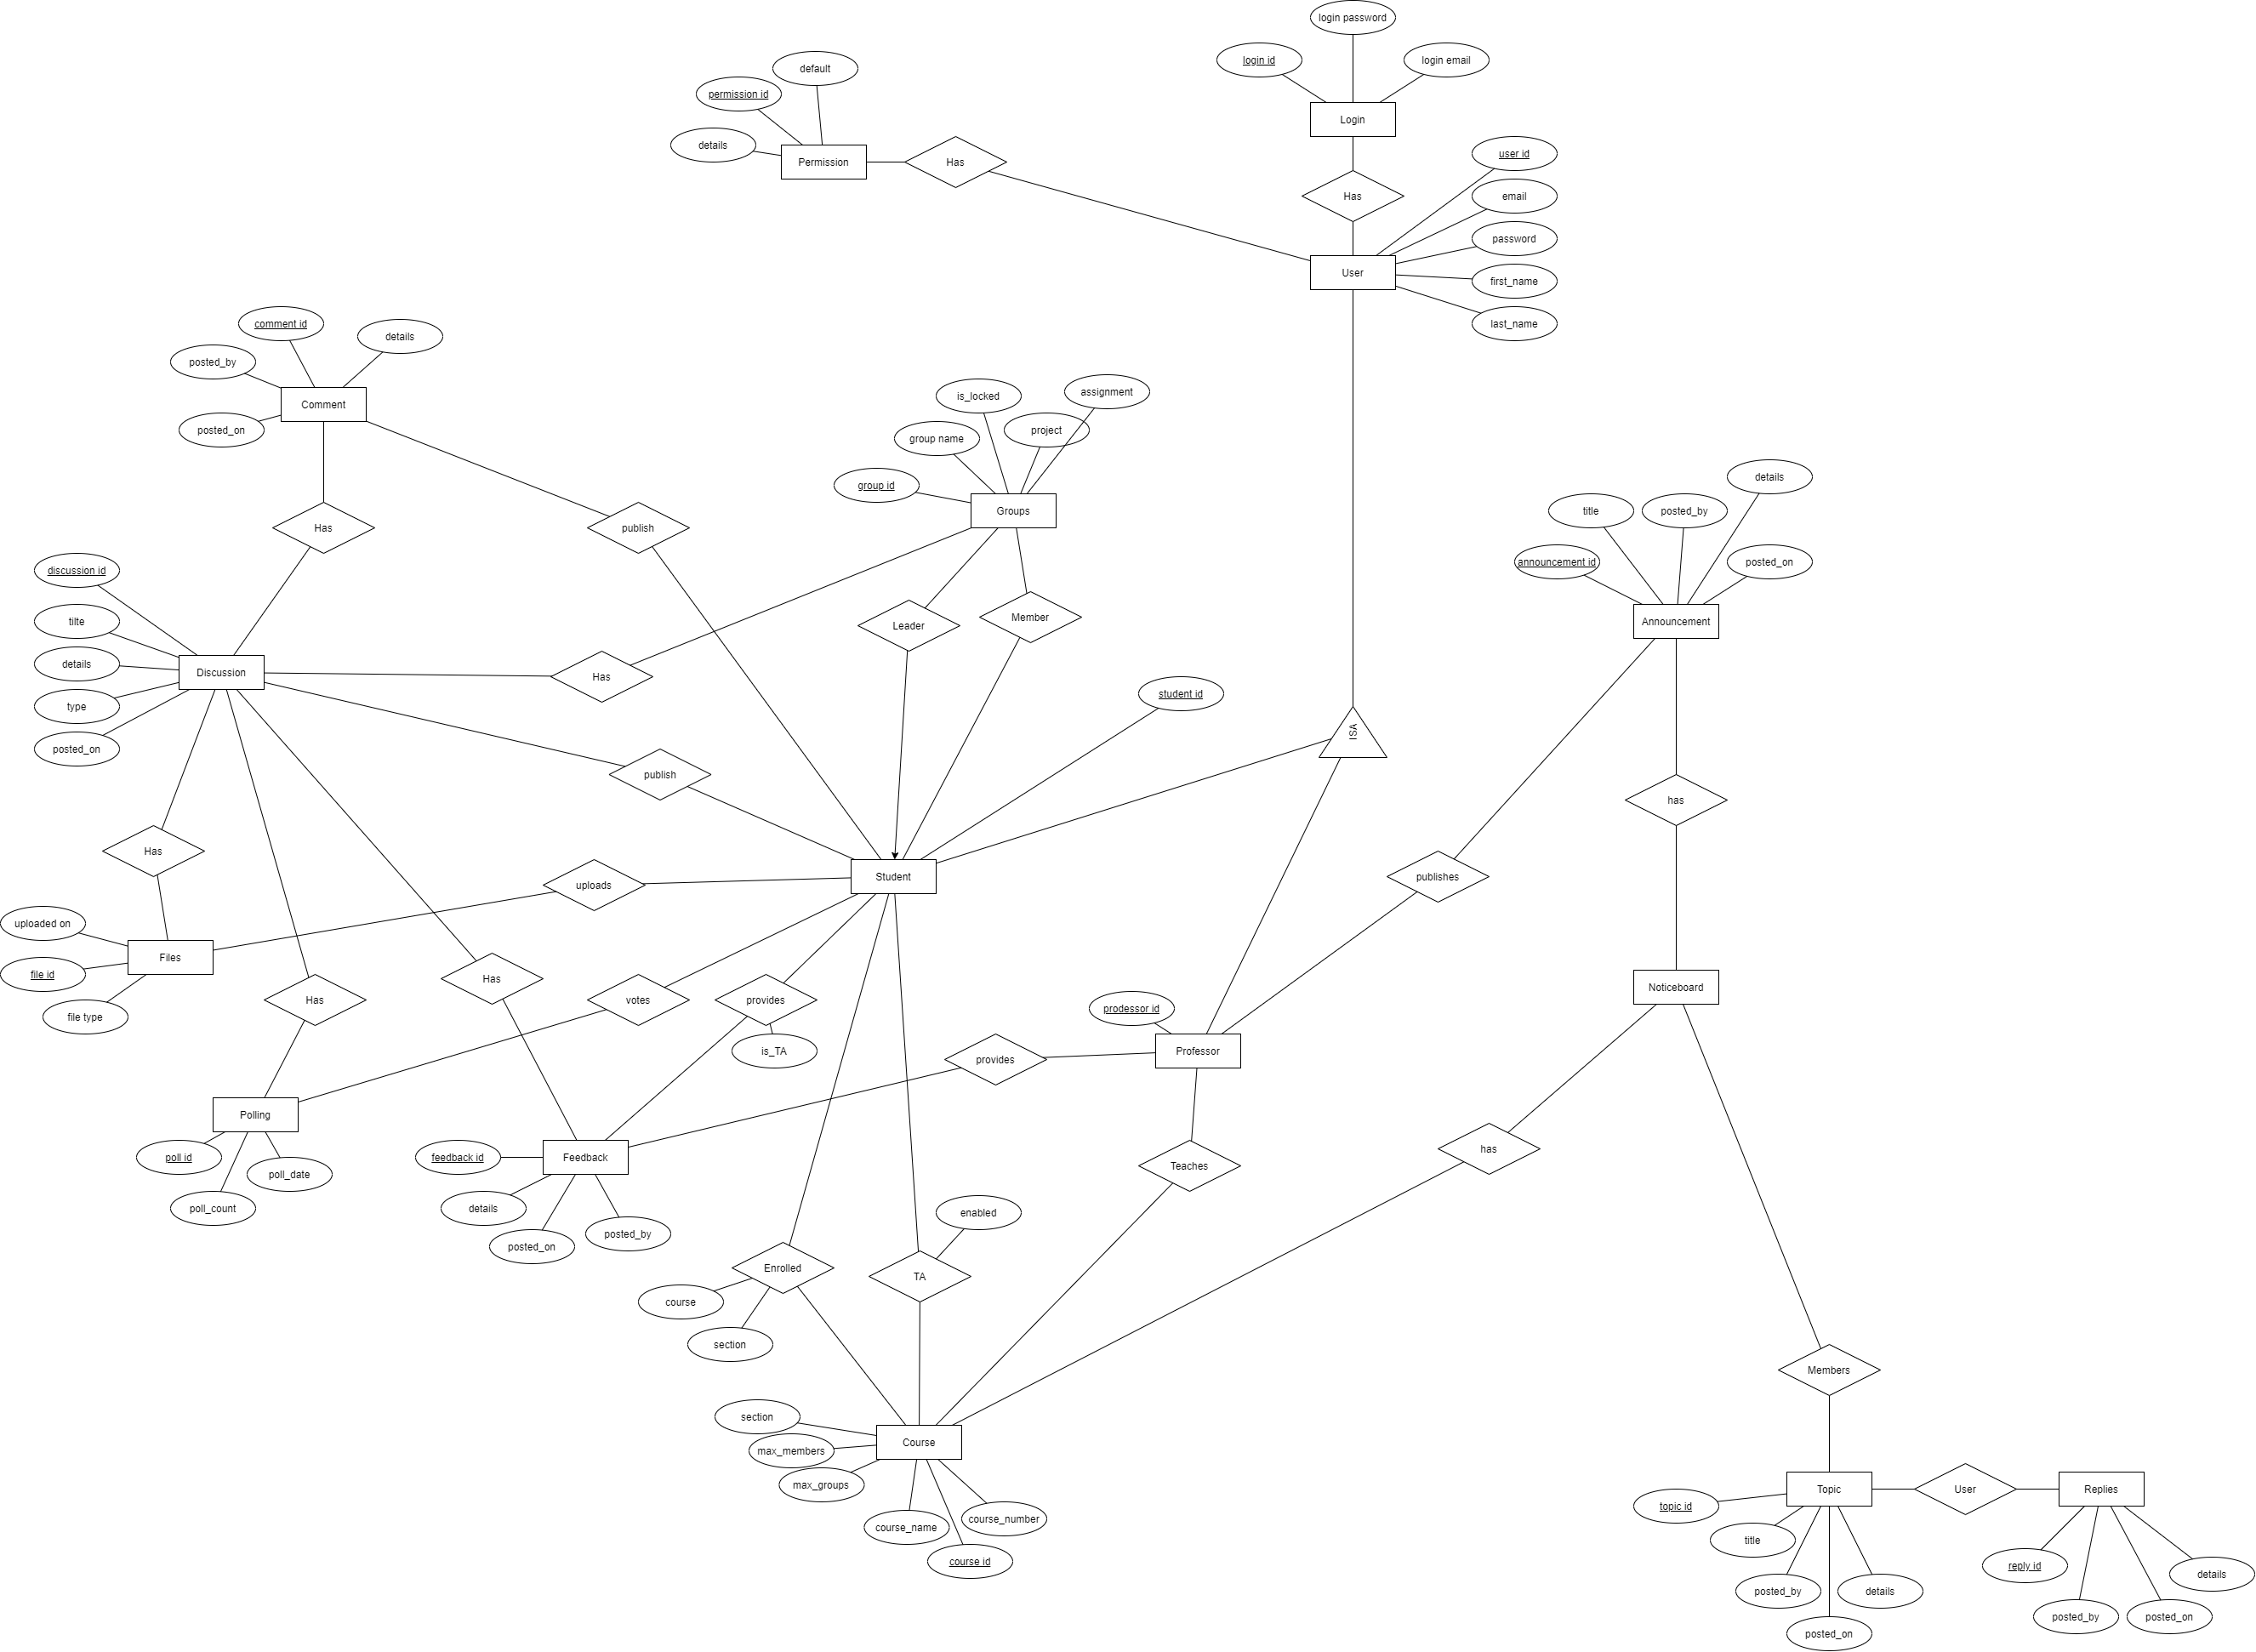 login password
login id
login email
default
permission id
details
Login
Permission
Has
user id
Has
email
password
User
first_name
last_name
comment id
details
posted_by
is_locked
assignment
Comment
posted_on
group name
project
group id
details
Groups
title
posted_by
Has
publish
announcement id
posted_on
discussion id
Leader
Member
tilte
Announcement
details
Discussion
Has
student id
type
ISA
posted_on
publish
has
Has
uploads
Student
publishes
uploaded on
Files
Has
file id
Noticeboard
Has
votes
provides
prodessor id
file type
is_TA
Professor
provides
Polling
has
poll id
feedback id
Feedback
Teaches
poll_date
poll_count
details
enabled
posted_on
posted_by
Enrolled
TA
course
section
Members
section
Course
max_members
max_groups
Topic
User
Replies
topic id
course_name
course_number
title
course id
reply id
details
posted_by
details
posted_by
posted_on
posted_on